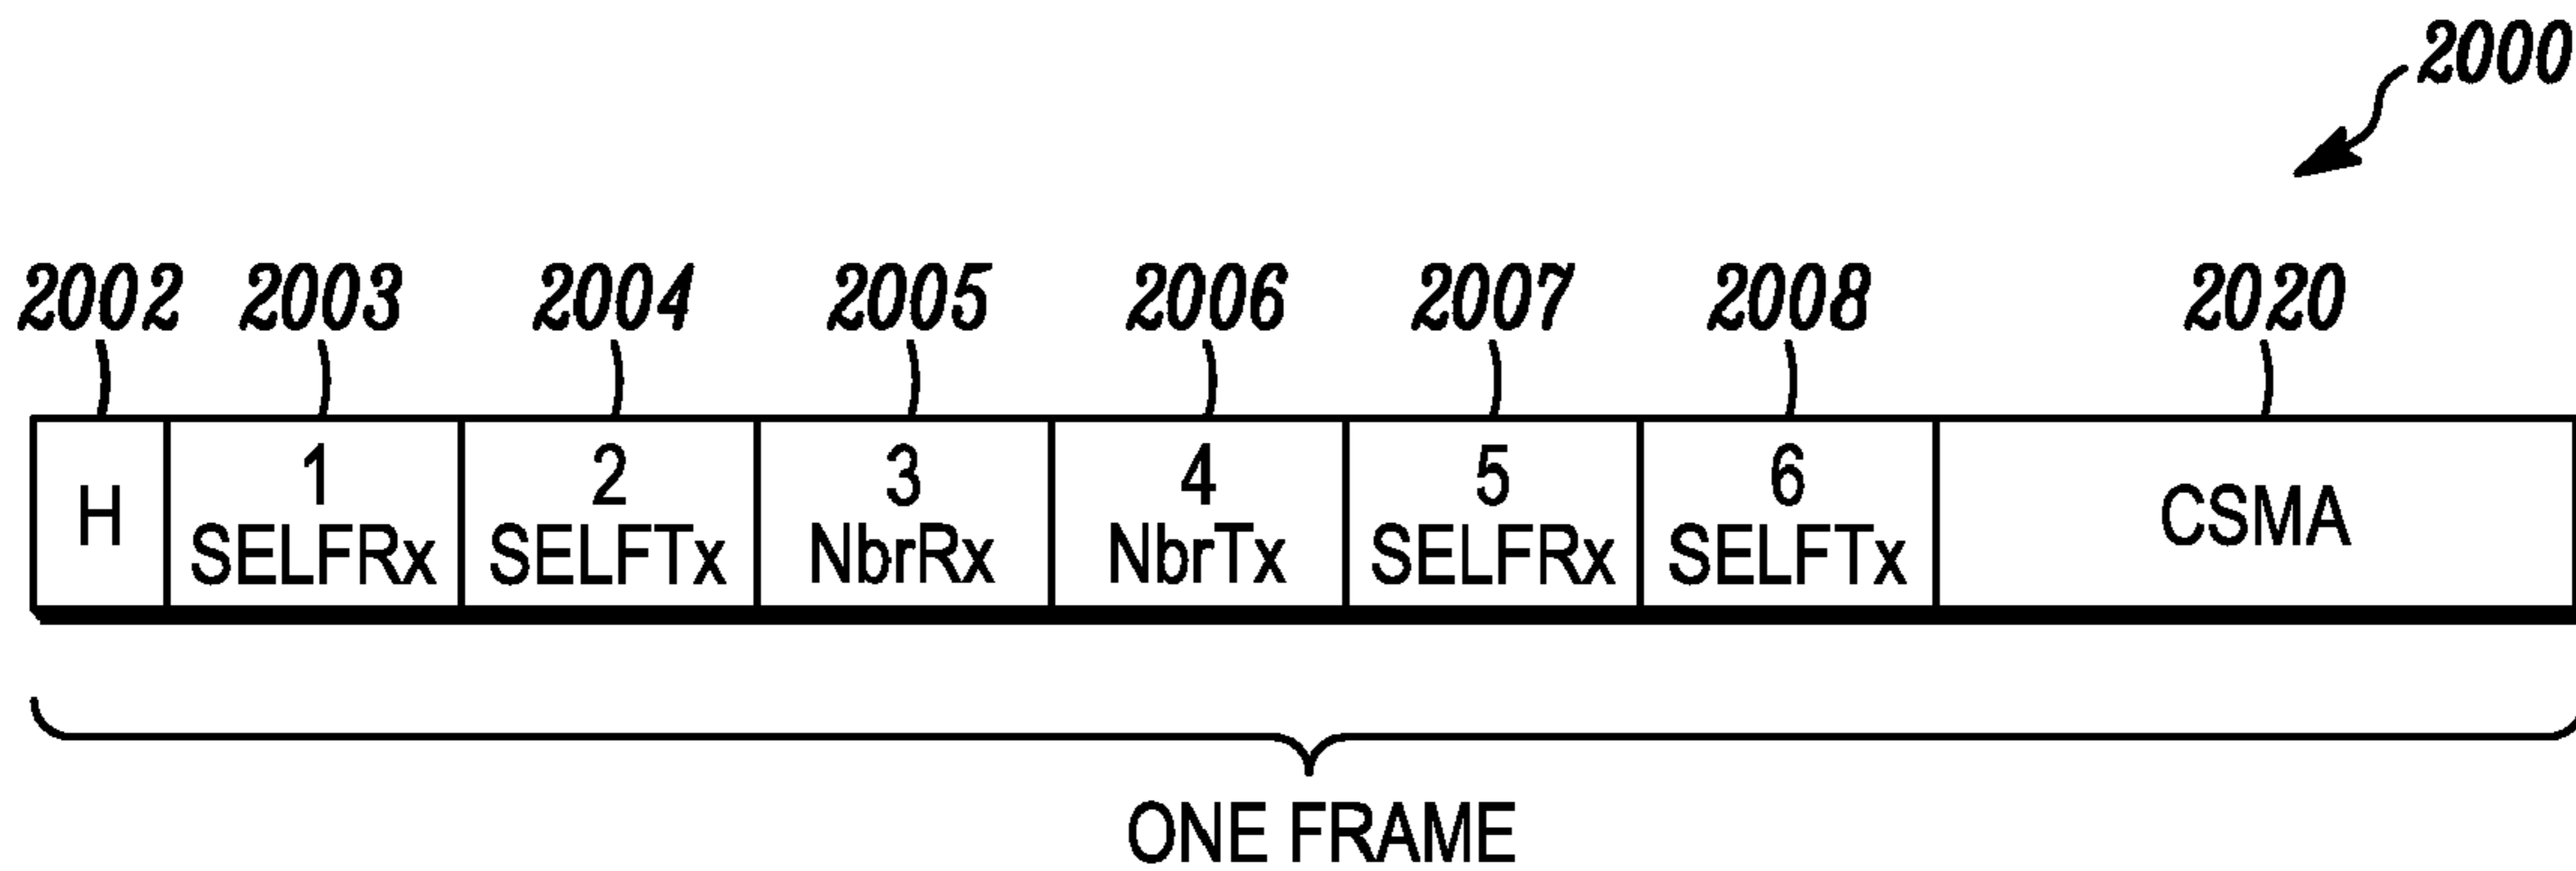 2000
2002 2003 2004 2005 2006 2007 2008 2020
H 1 2 3 4 5 6 CSMA
SELFRx SELFTx NbrRx NbrTx SELFRx SELFTx
ONE FRAME